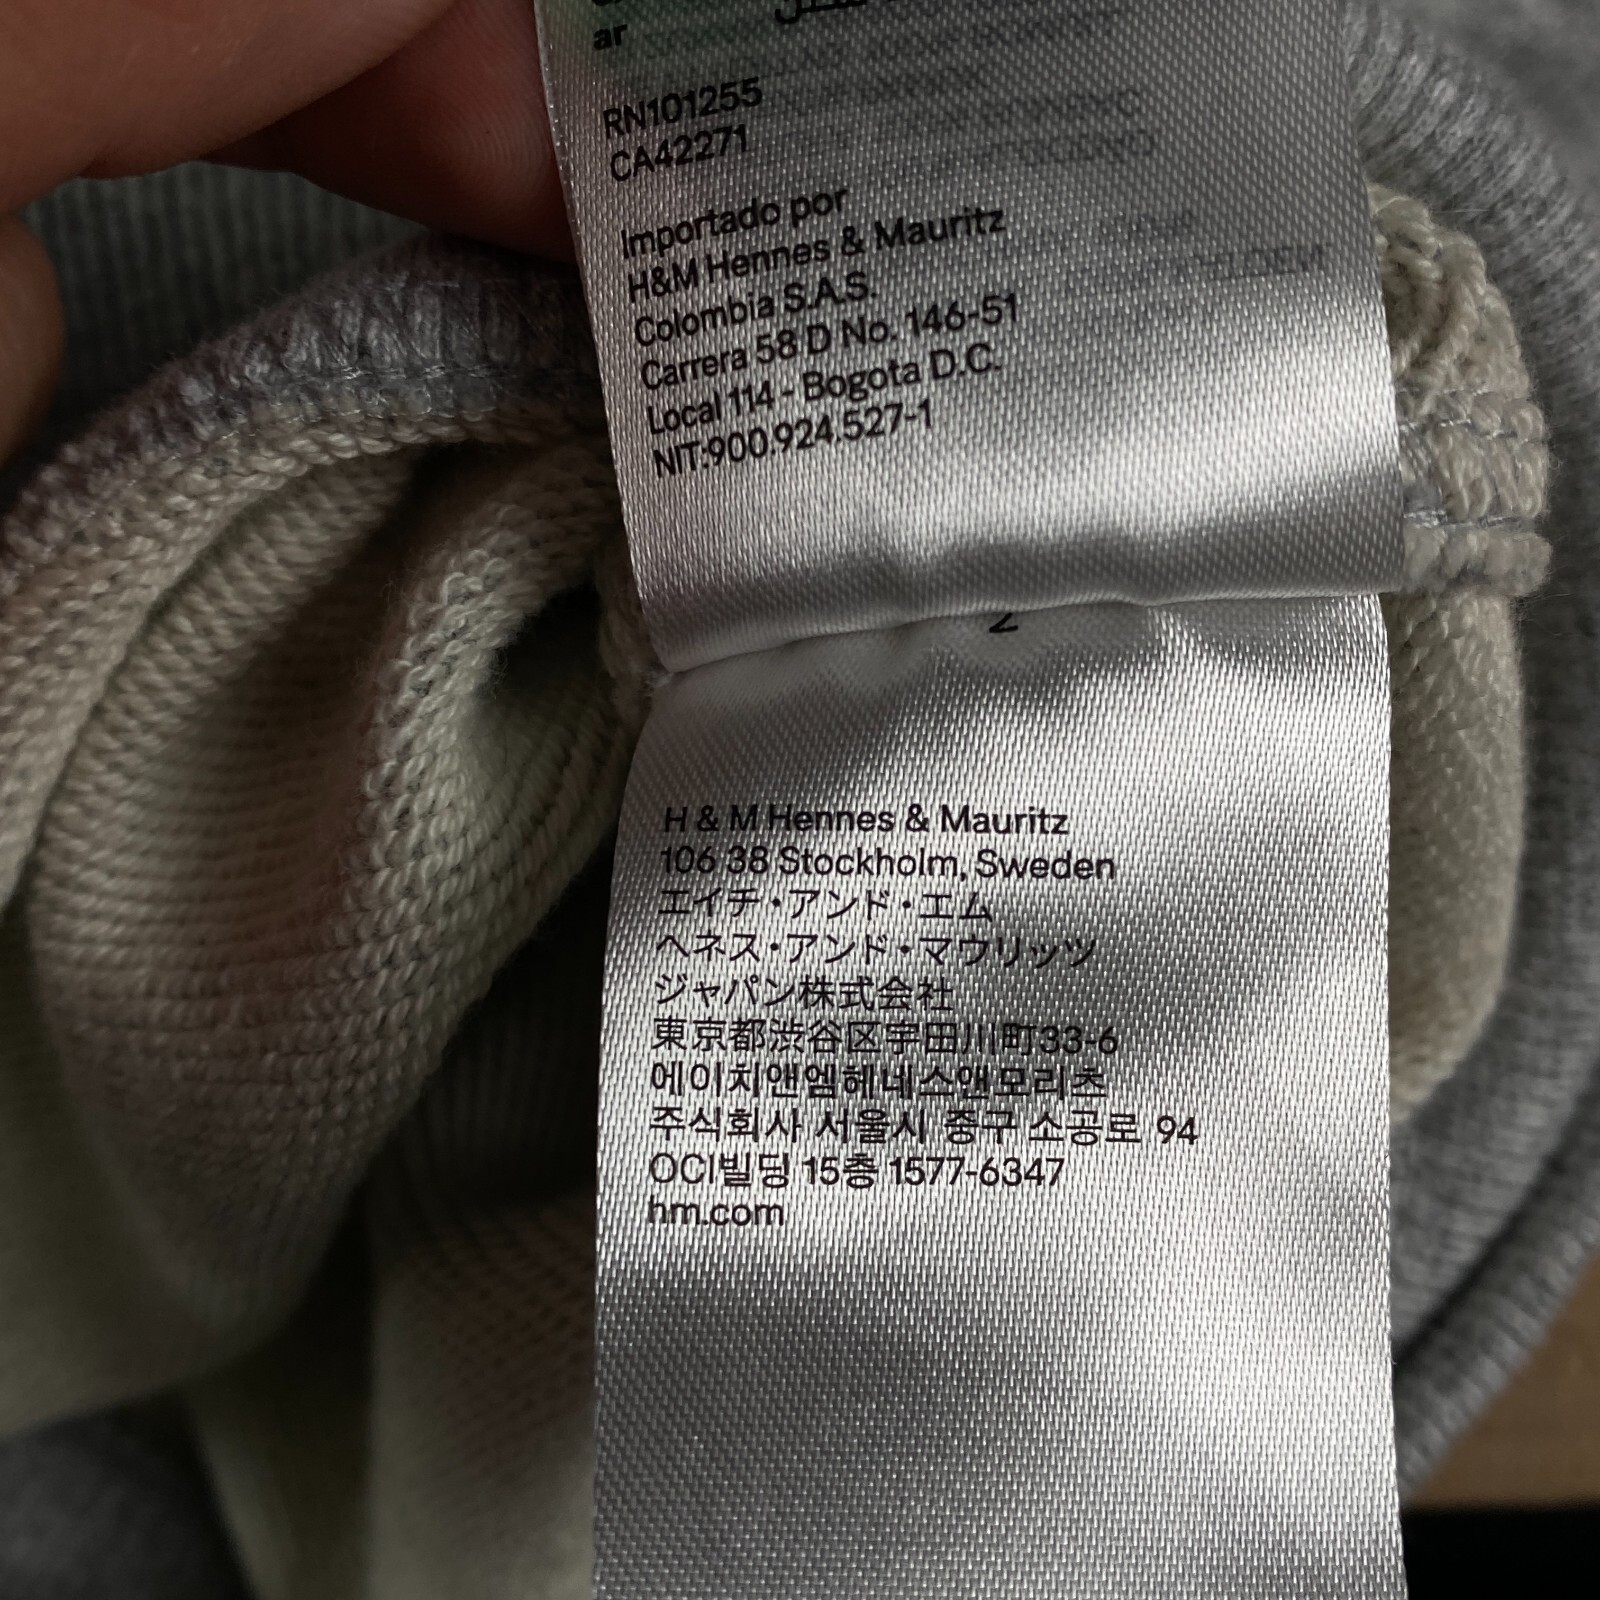 ar
RN101255
CA42271
Importado por
H&M Hennes & Mauritz
Colombia S.A.S.
Carrera 58 D No. 146-51
Local 114 - Bogota D.C.
NIT:900.924.527-1
2
H & M Hennes & Mauritz
106 38 Stockholm, Sweden
エイチ・アンド・エム
ヘネス・アンド・マウリッツ
ジャパン株式会社
東京都渋谷区宇田川町33-6
에이치앤엠헤네스앤모리츠
주식회사 서울시 중구 소공로 94
OCI빌딩 15층 1577-6347
hm.com